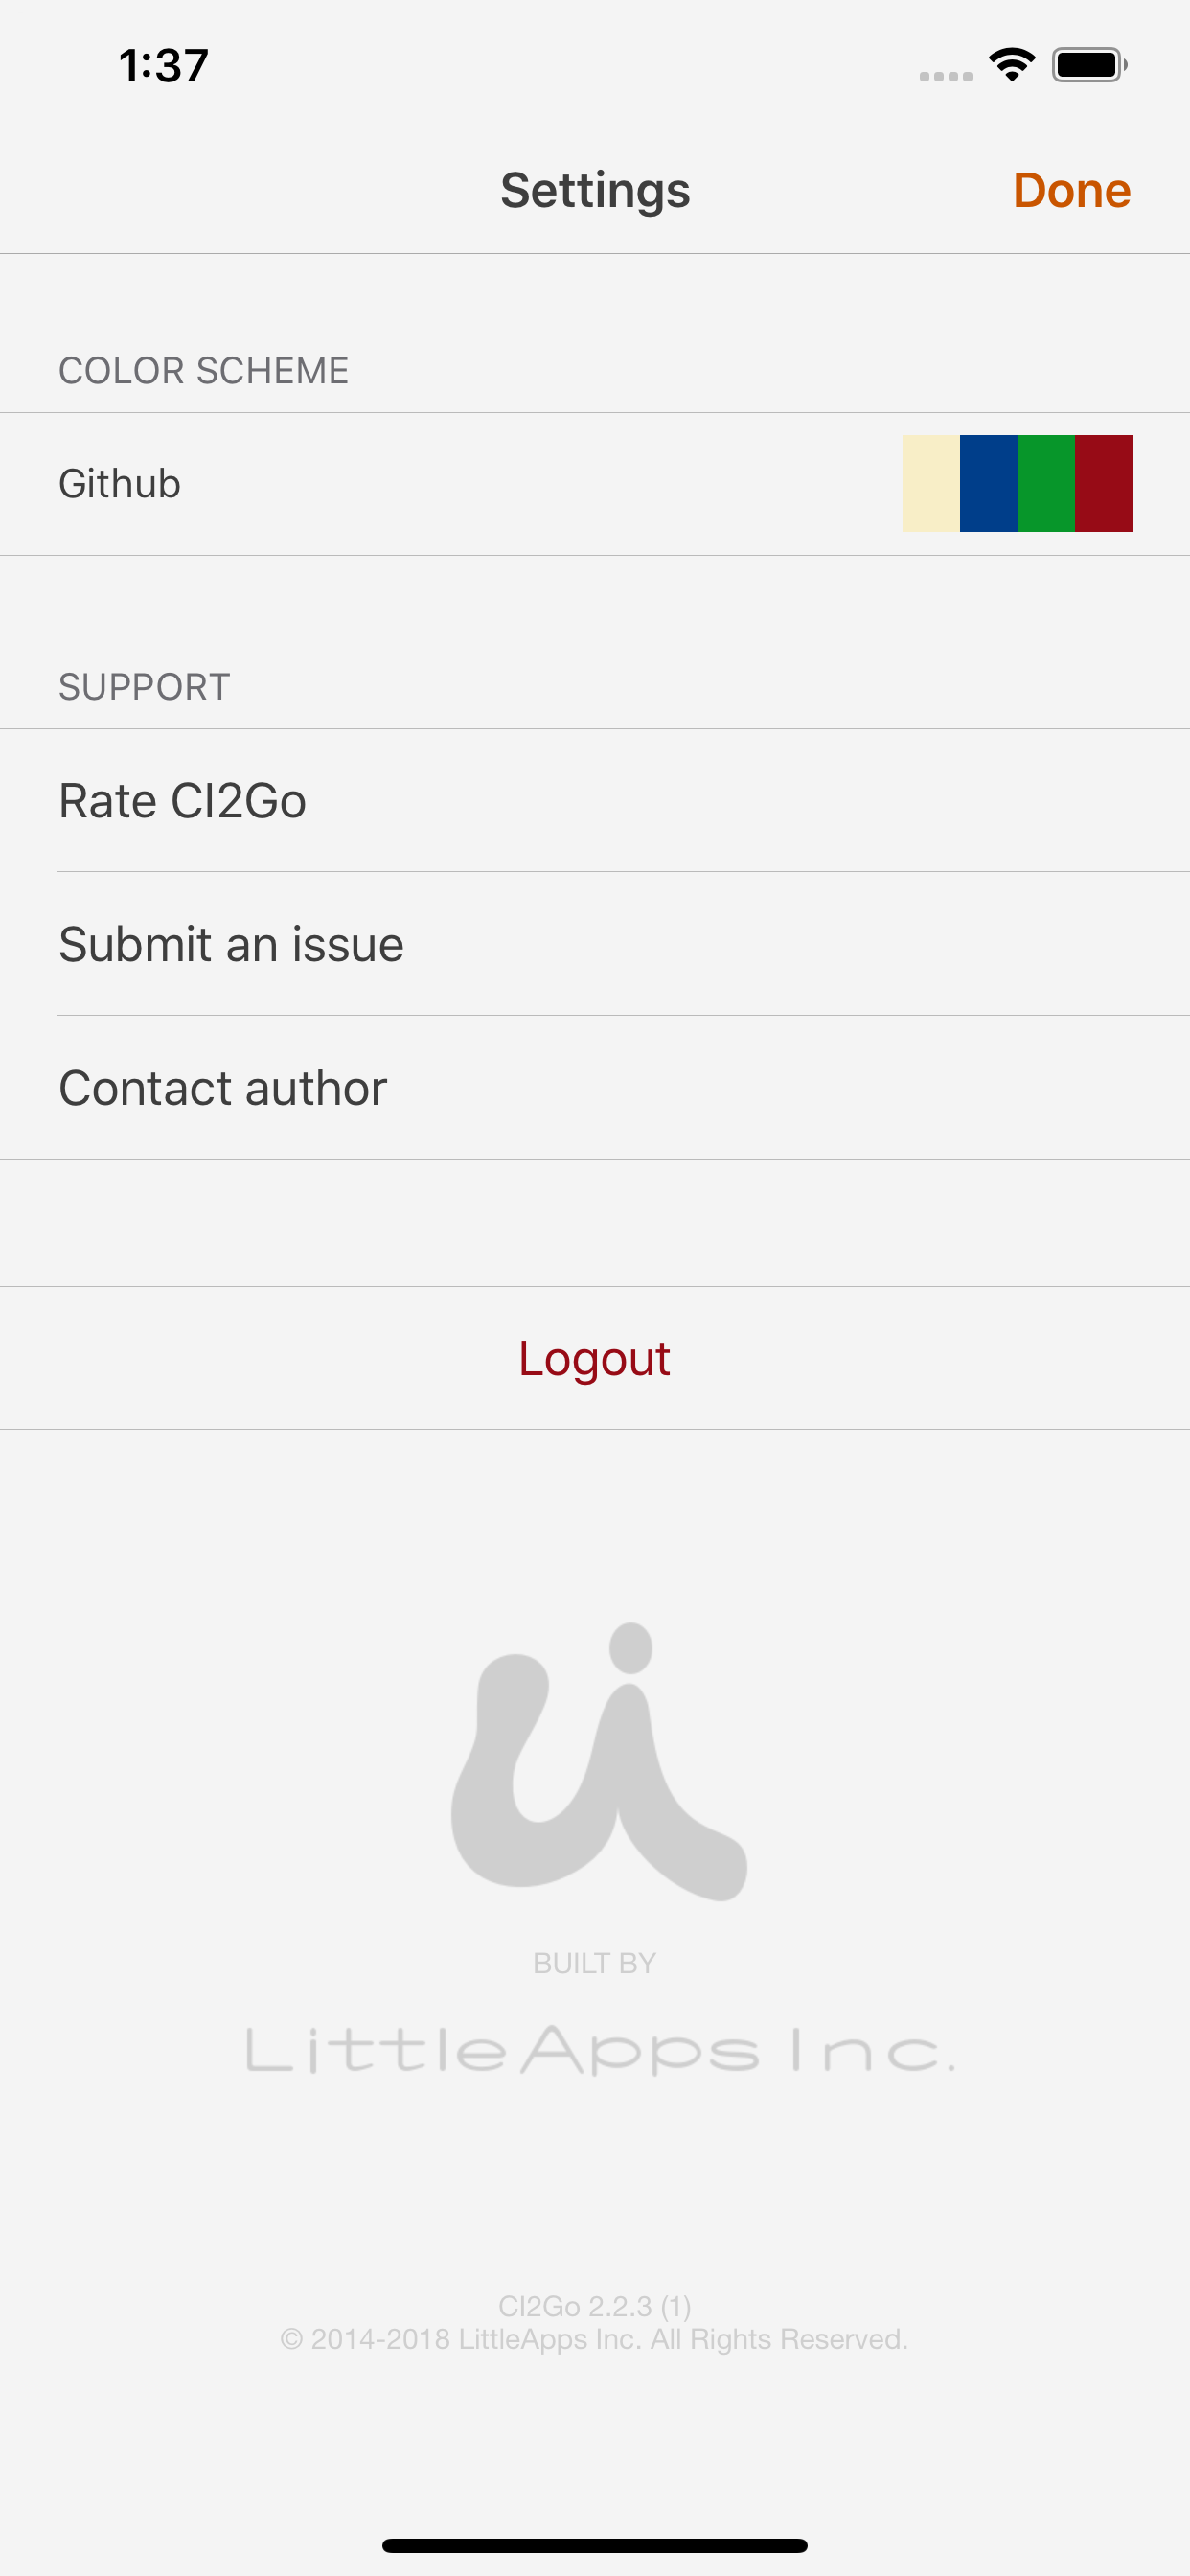 1:37
Settings
Done
COLOR SCHEME
Github
SUPPORT
Rate CI2Go
Submit an issue
Contact author
Logout
BUILT BY
LittleApps Inc.
CI2Go 2.2.3 (1)
© 2014-2018 LittleApps Inc. All Rights Reserved.